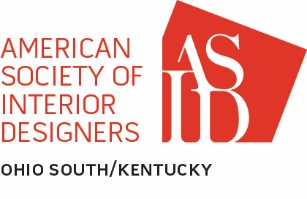 AMERICAN
SOCIETY OF
INTERIOR
DESIGNERS
AS
ID
OHIO SOUTH/KENTUCKY